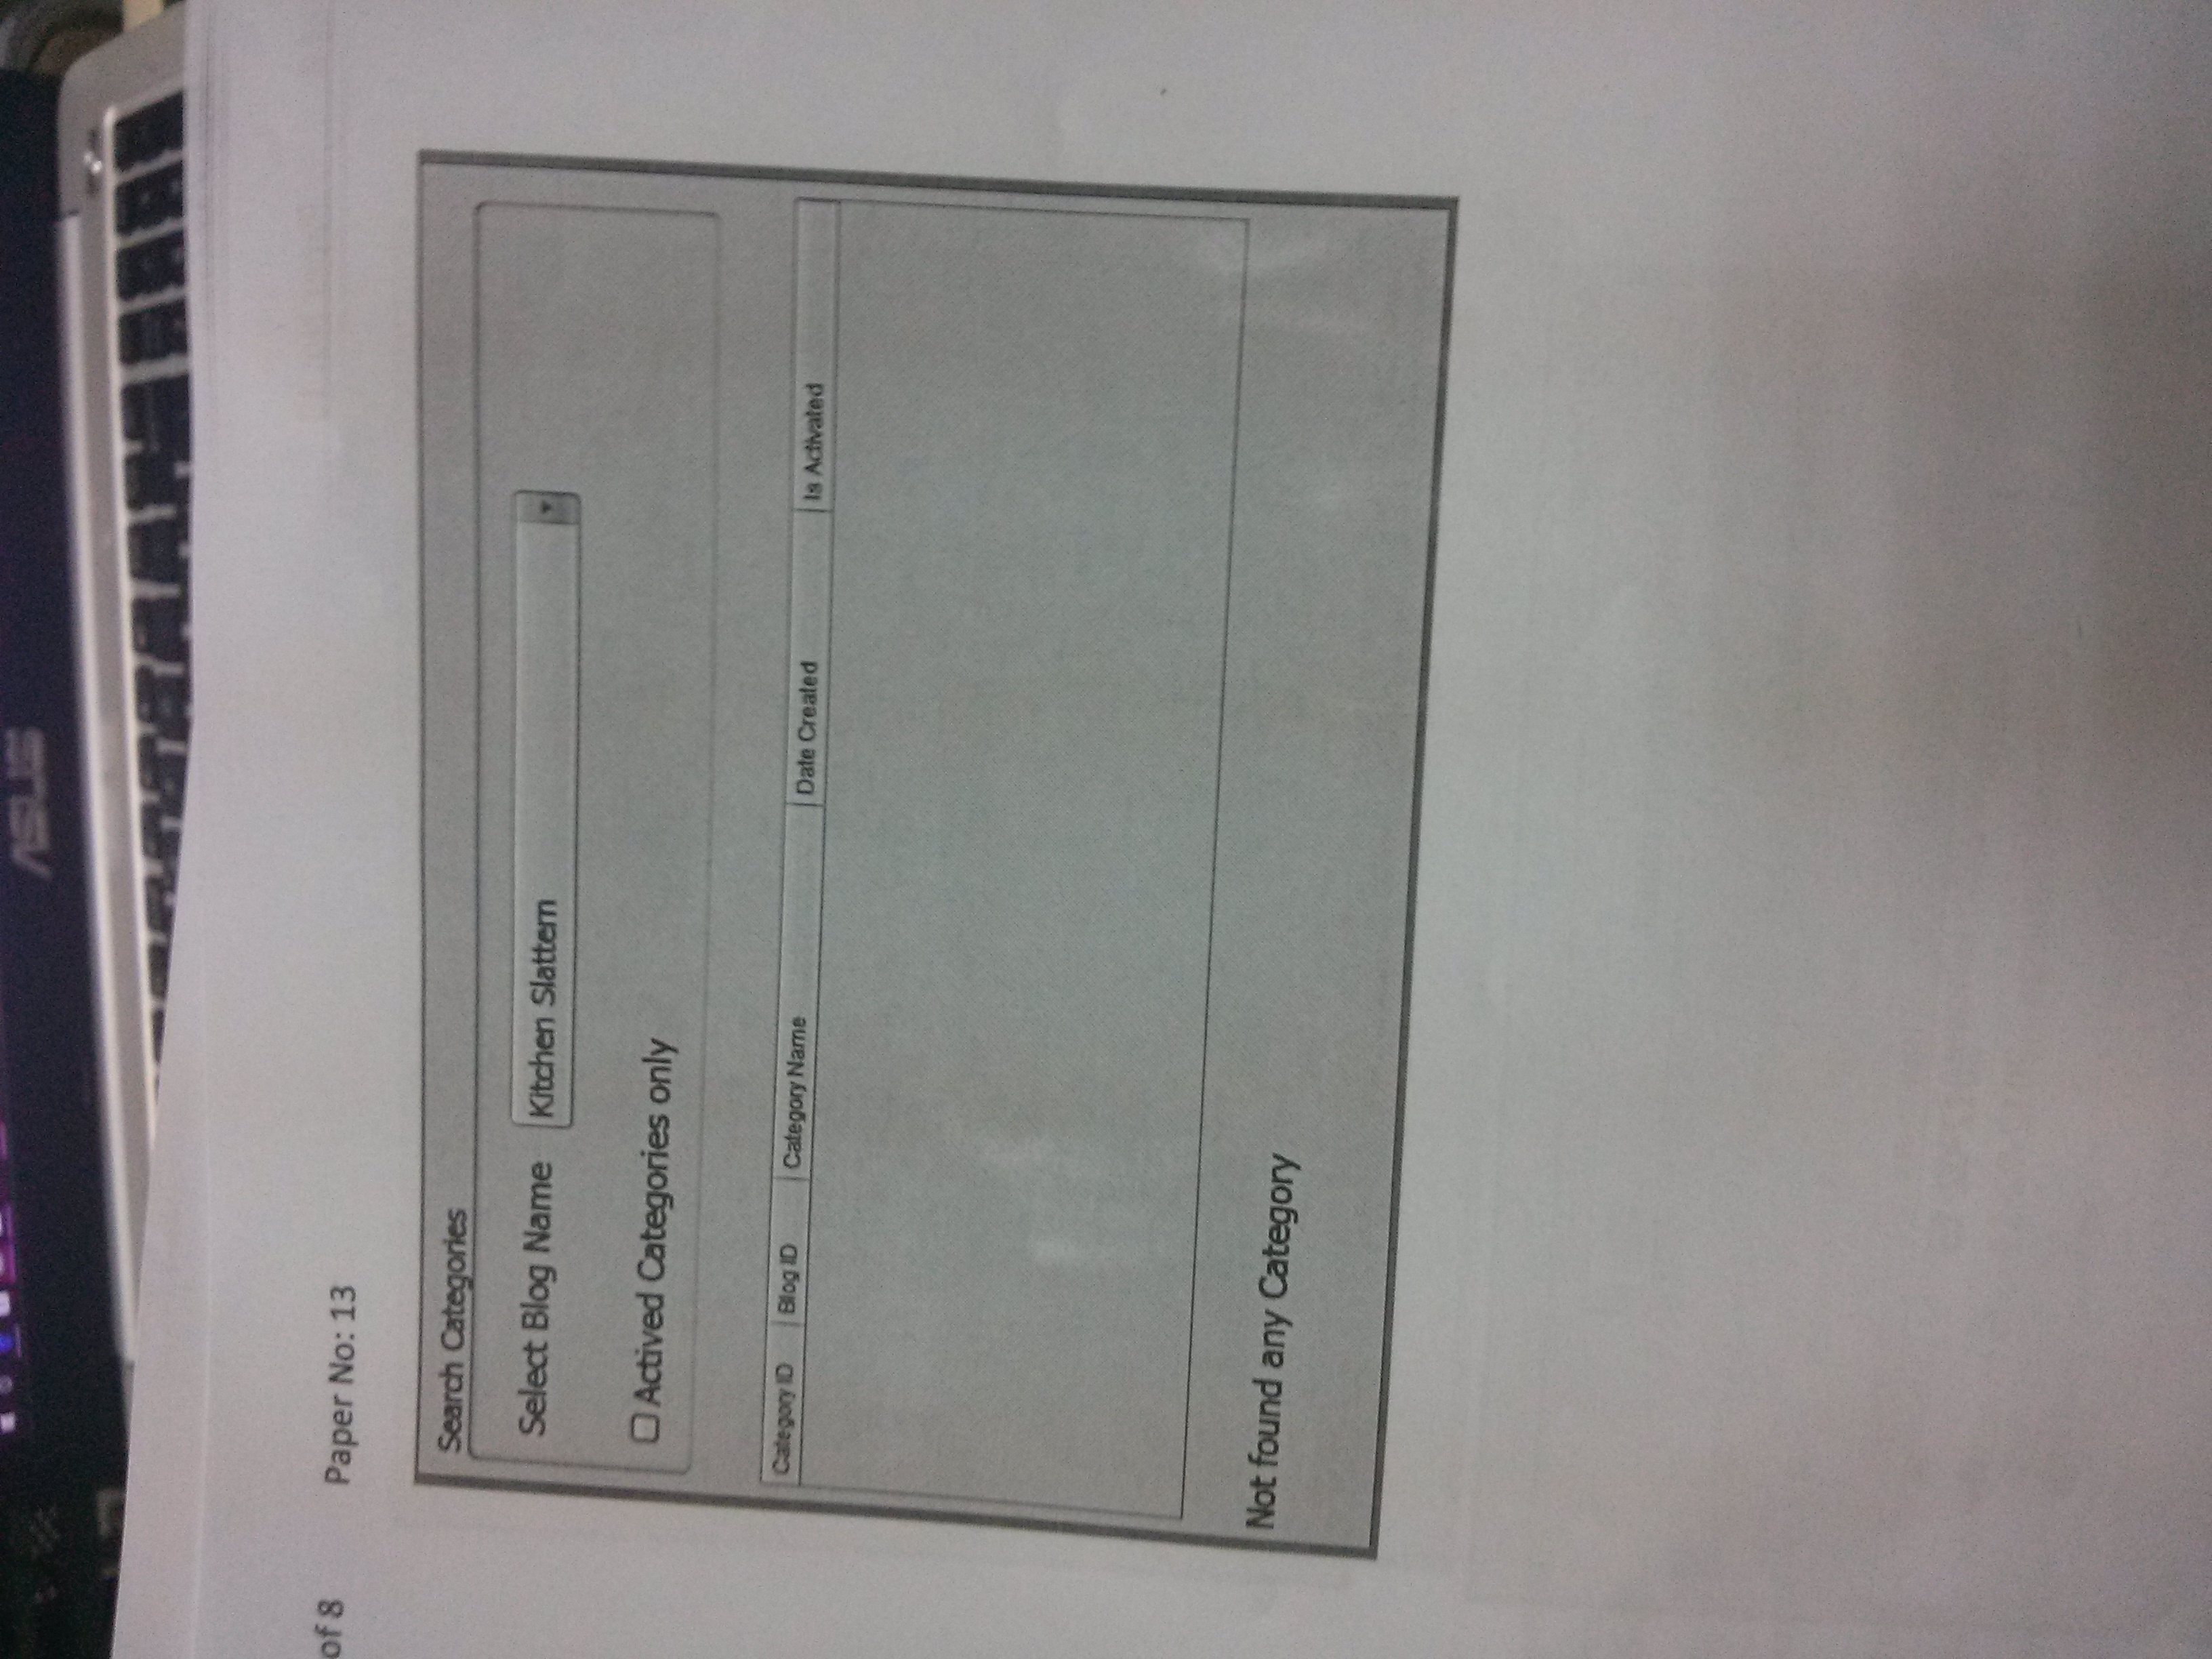 ASUS
of 8 Paper No: 13
Search Categories
Select Blog Name Kitchen Slattern
Actived Categories only
Category ID Blog ID Category Name Date Created Is Activated
Not found any Category